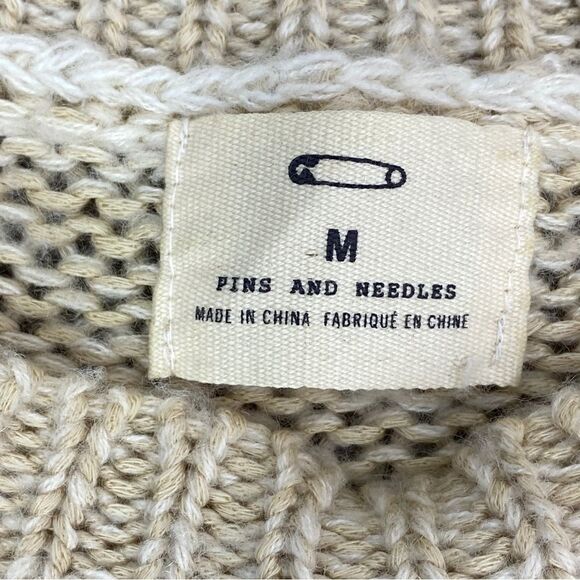 M
PINS AND NEEDLES
MADE IN CHINA FABRIQUÉ EN CHINE